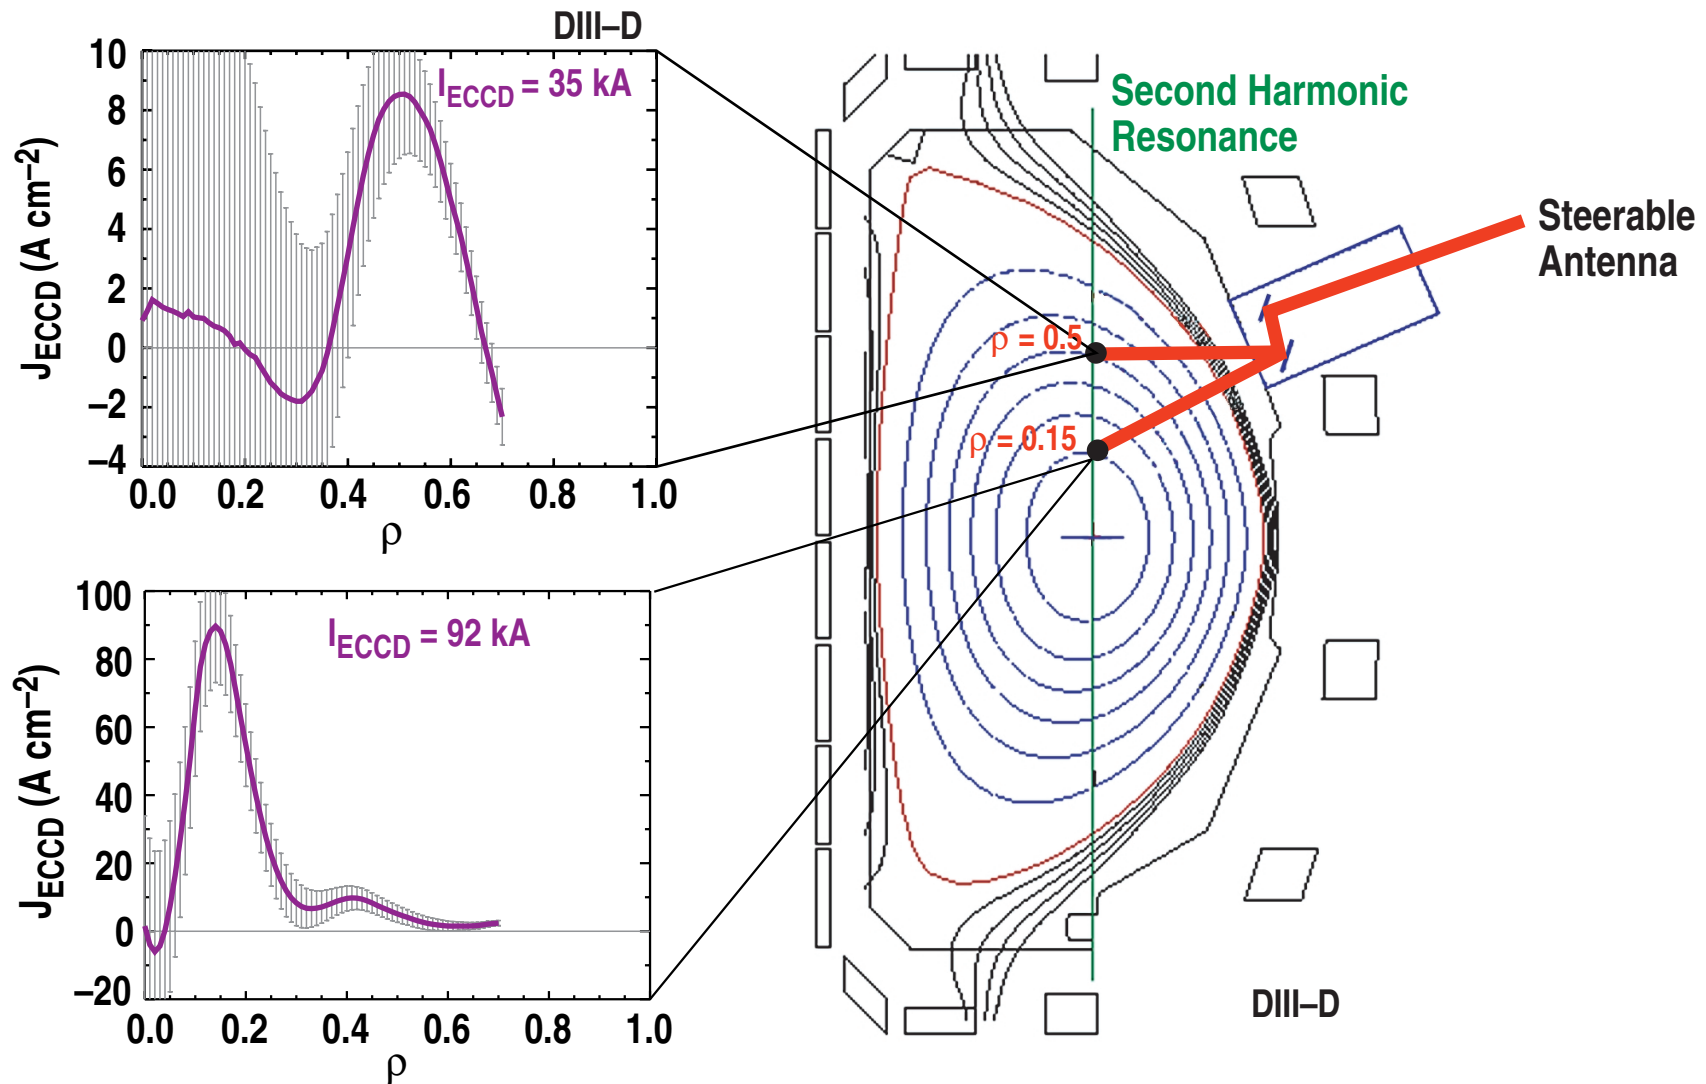 DIII–D
10
8
6
4
2
0
–2
–4
J_ECCD (A cm⁻²)
I_ECCD = 35 kA
0.0 0.2 0.4 0.6 0.8 1.0
ρ
100
80
60
40
20
0
–20
J_ECCD (A cm⁻²)
I_ECCD = 92 kA
0.0 0.2 0.4 0.6 0.8 1.0
ρ
Second Harmonic
Resonance
Steerable
Antenna
ρ = 0.5
ρ = 0.15
DIII–D